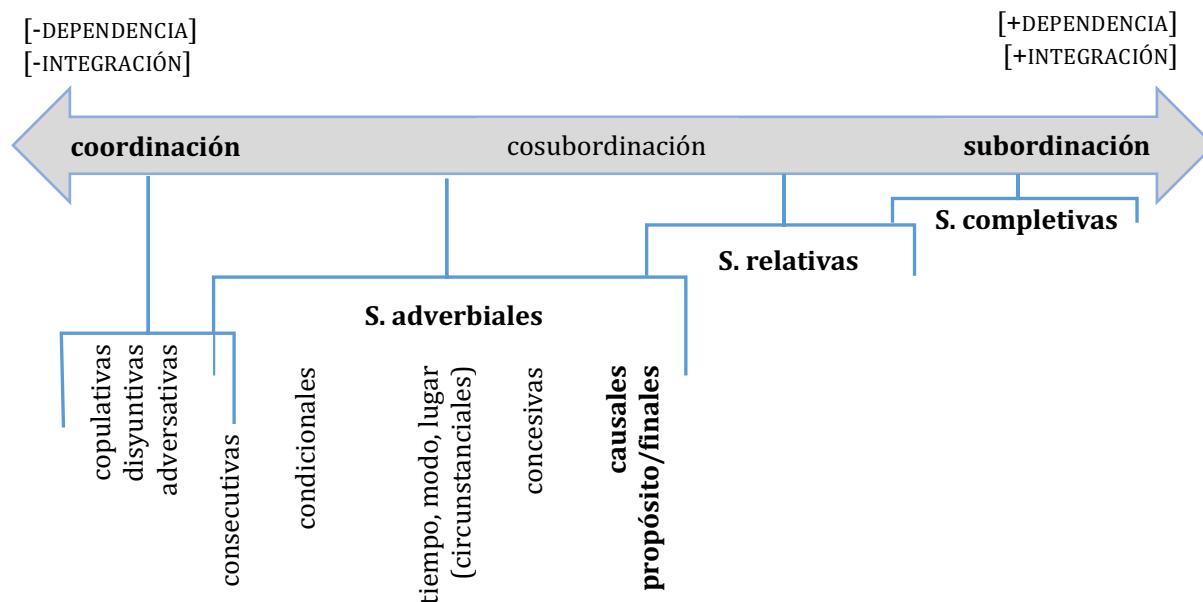 [-DEPENDENCIA]
[-INTEGRACIÓN]
[+DEPENDENCIA]
[+INTEGRACIÓN]
coordinación
cosubordinación
subordinación
S. completivas
S. relativas
S. adverbiales
copulativas
disyuntivas
adversativas
consecutivas
condicionales
tiempo, modo, lugar
(circunstanciales)
concesivas
causales
propósito/finales